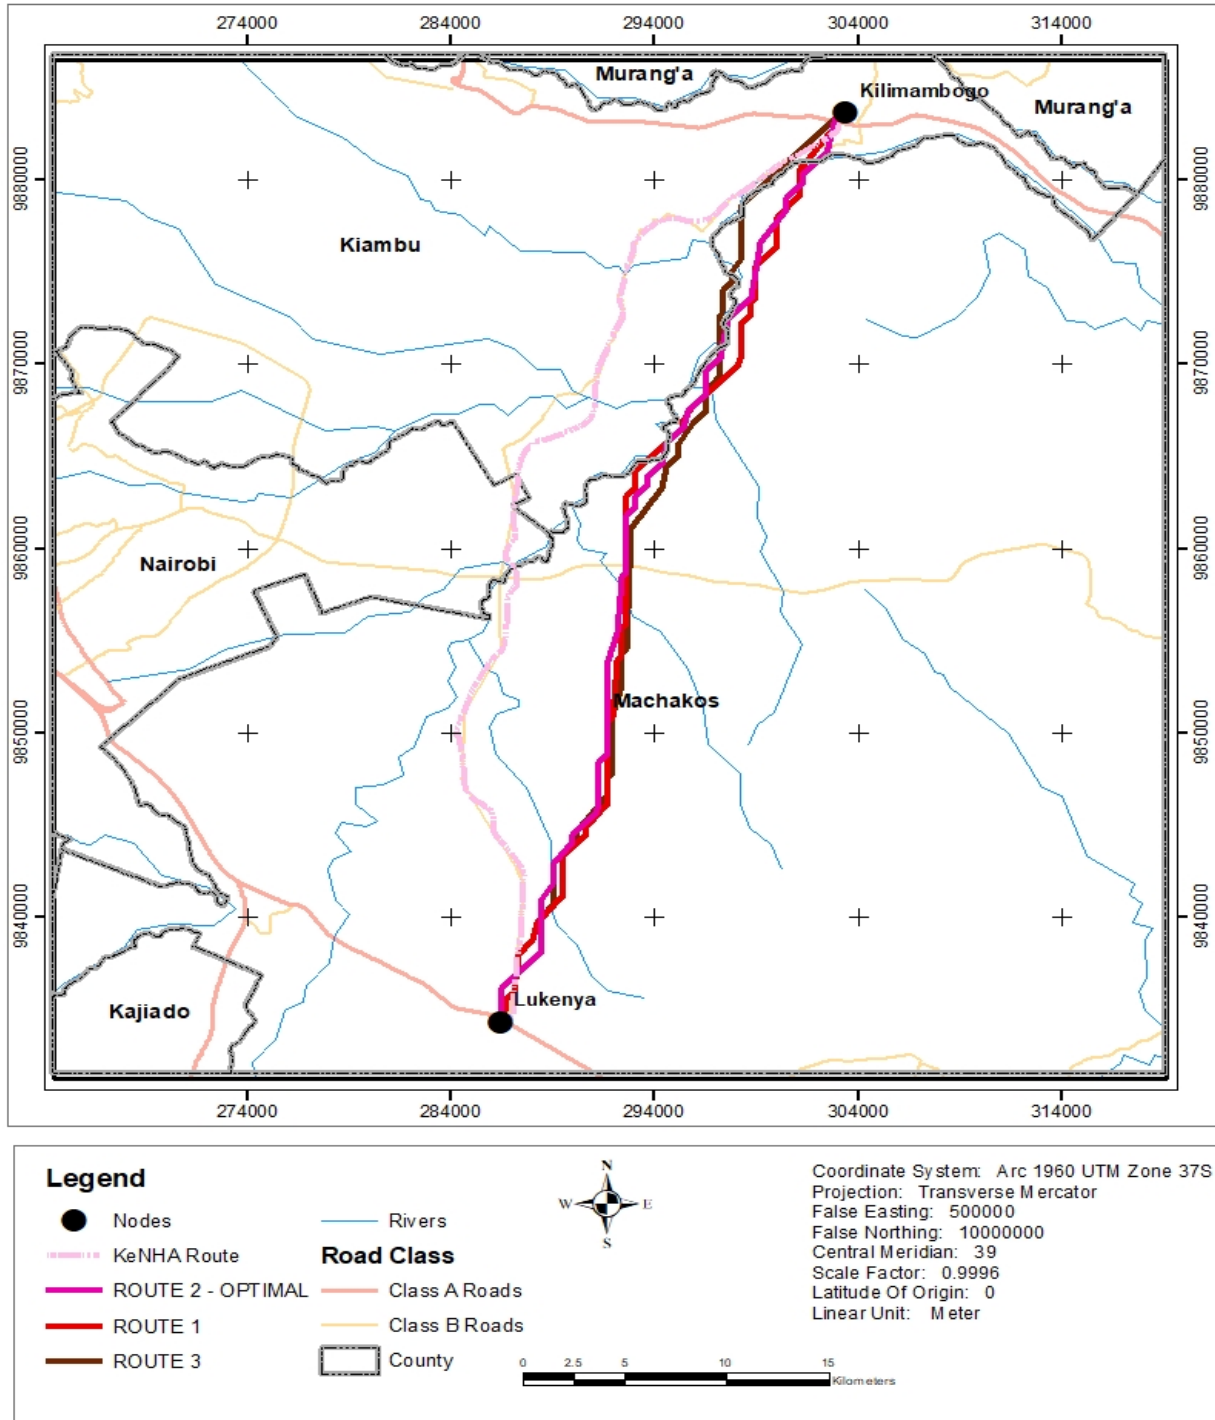 274000 284000 294000 304000 314000
Murang'a
Kilimambogo
Murang'a
9880000 9880000
Kiambu
9870000 9870000
Nairobi
9860000 9860000
Machakos
9850000 9850000
9840000 9840000
Lukenya
Kajiado
274000 284000 294000 304000 314000
Legend
Nodes
KeNHA Route
ROUTE 2 - OPTIMAL
ROUTE 1
ROUTE 3
Rivers
Road Class
Class A Roads
Class B Roads
County
N
W E
S
0 2.5 5 10 15
Kilometers
Coordinate System: Arc 1960 UTM Zone 37S
Projection: Transverse Mercator
False Easting: 500000
False Northing: 10000000
Central Meridian: 39
Scale Factor: 0.9996
Latitude Of Origin: 0
Linear Unit: Meter